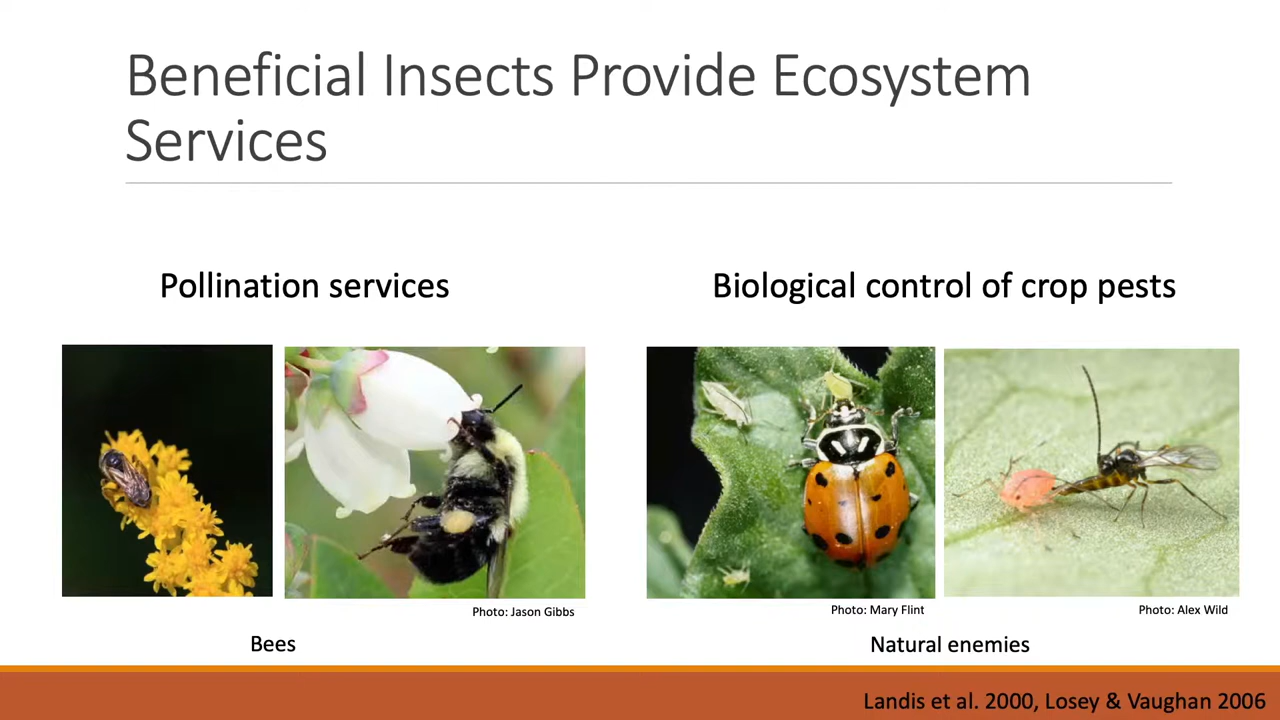 Beneficial Insects Provide Ecosystem
Services
Pollination services
Biological control of crop pests
Photo: Jason Gibbs
Photo: Mary Flint
Photo: Alex Wild
Bees
Natural enemies
Landis et al. 2000, Losey & Vaughan 2006